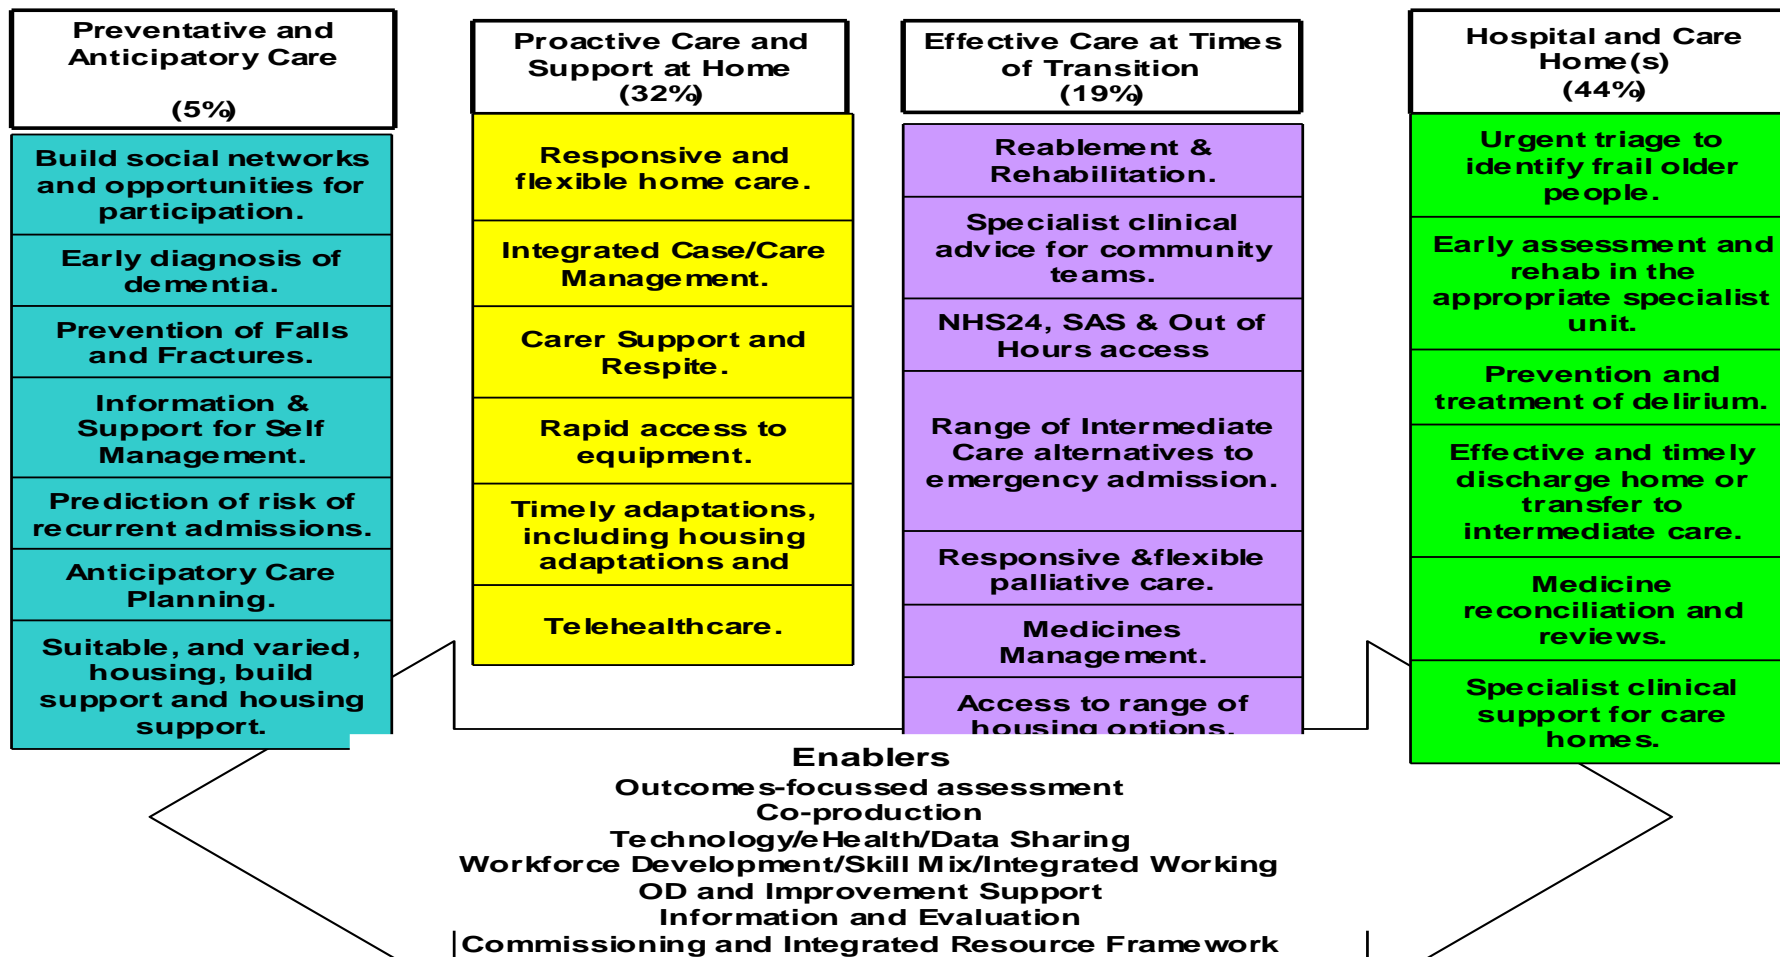 Preventative and
Anticipatory Care
(5%)
Build social networks
and opportunities for
participation.
Early diagnosis of
dementia.
Prevention of Falls
and Fractures.
Information &
Support for Self
Management.
Prediction of risk of
recurrent admissions.
Anticipatory Care
Planning.
Suitable, and varied,
housing, build
support and housing
support.
Proactive Care and
Support at Home
(32%)
Responsive and
flexible home care.
Integrated Case/Care
Management.
Carer Support and
Respite.
Rapid access to
equipment.
Timely adaptations,
including housing
adaptations and
Telehealthcare.
Effective Care at Times
of Transition
(19%)
Reablement &
Rehabilitation.
Specialist clinical
advice for community
teams.
NHS24, SAS & Out of
Hours access
Range of Intermediate
Care alternatives to
emergency admission.
Responsive &flexible
palliative care.
Medicines
Management.
Access to range of
housing options.
Hospital and Care
Home(s)
(44%)
Urgent triage to
identify frail older
people.
Early assessment and
rehab in the
appropriate specialist
unit.
Prevention and
treatment of delirium.
Effective and timely
discharge home or
transfer to
intermediate care.
Medicine
reconciliation and
reviews.
Specialist clinical
support for care
homes.
Enablers
Outcomes-focussed assessment
Co-production
Technology/eHealth/Data Sharing
Workforce Development/Skill Mix/Integrated Working
OD and Improvement Support
Information and Evaluation
Commissioning and Integrated Resource Framework